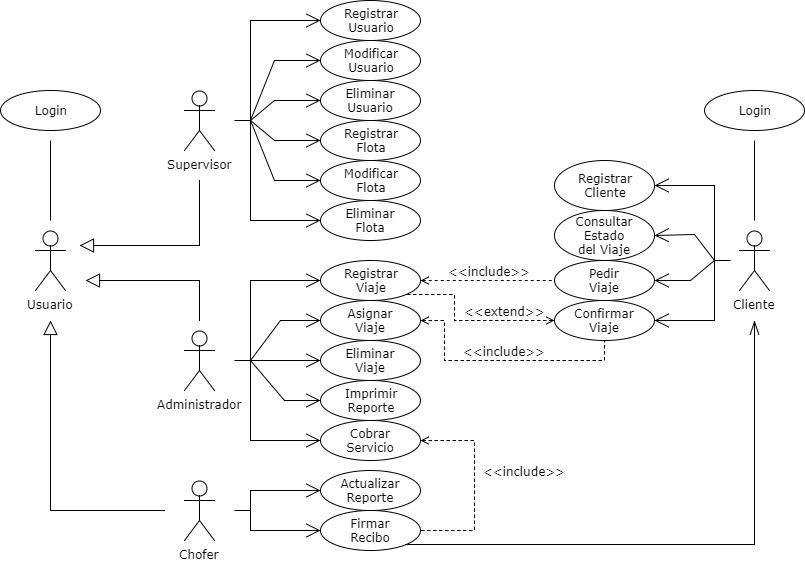 Registrar
Usuario
Modificar
Usuario
Eliminar
Usuario
Registrar
Flota
Modificar
Flota
Eliminar
Flota
Login
Supervisor
Usuario
Login
Registrar
Cliente
Consultar
Estado
del Viaje
Pedir
Viaje
Confirmar
Viaje
Cliente
<<include>>
<<extend>>
<<include>>
Registrar
Viaje
Asignar
Viaje
Eliminar
Viaje
Imprimir
Reporte
Cobrar
Servicio
Administrador
<<include>>
Actualizar
Reporte
Firmar
Recibo
Chofer